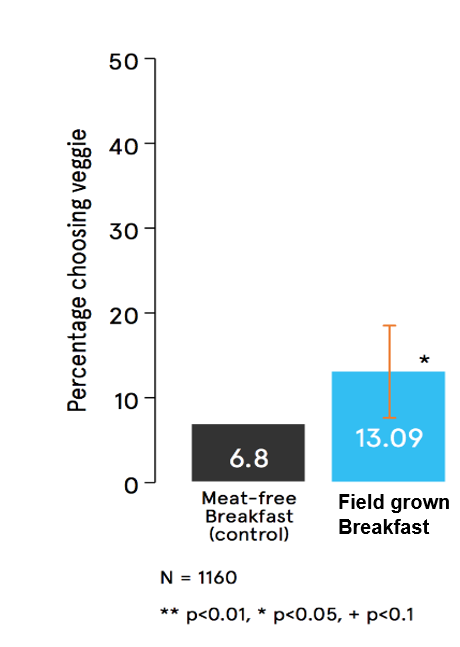 50
40
30
20
10
0
Percentage choosing veggie
6.8
*
13.09
Meat-free
Breakfast
(control)
Field grown
Breakfast
N = 1160
** p<0.01, * p<0.05, + p<0.1